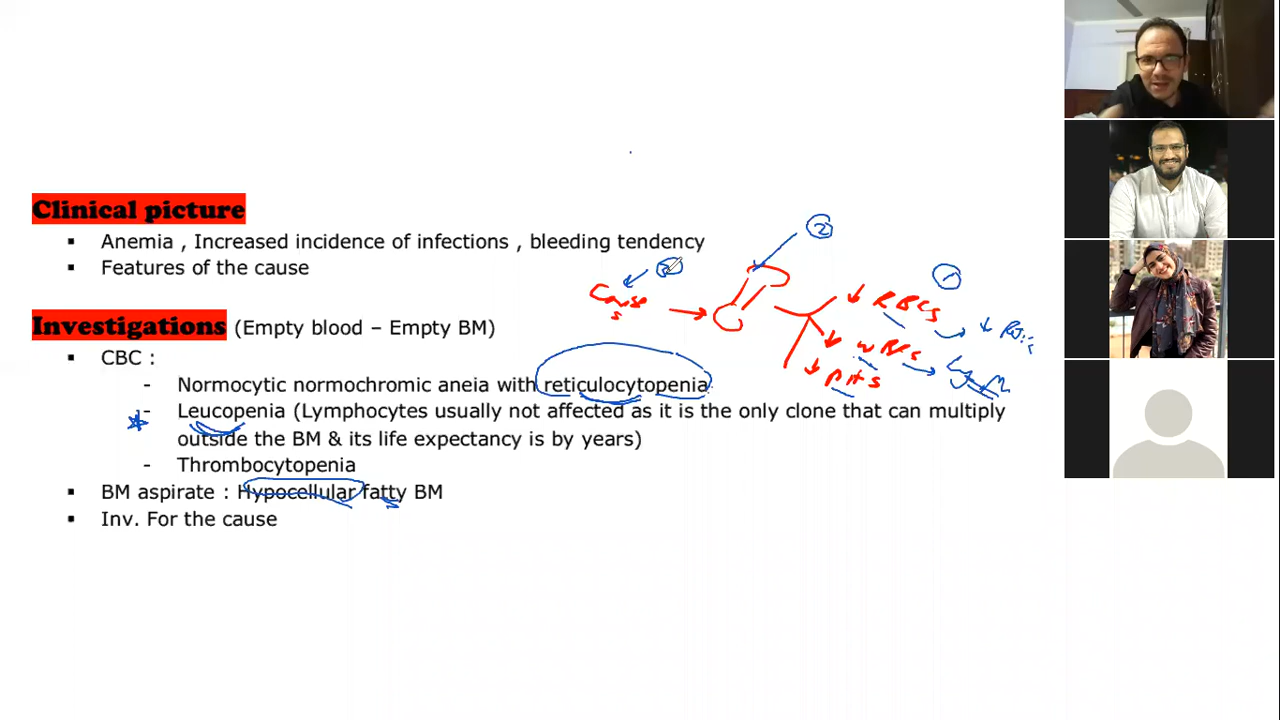 Clinical picture
▪ Anemia , Increased incidence of infections , bleeding tendency
▪ Features of the cause
2
Cause
↓ RBCs
↓ WBCs
↓ plts
Investigations (Empty blood – Empty BM)
▪ CBC :
- Normocytic normochromic aneia with reticulocytopenia
- Leucopenia (Lymphocytes usually not affected as it is the only clone that can multiply
outside the BM & its life expectancy is by years)
- Thrombocytopenia
▪ BM aspirate : Hypocellular fatty BM
▪ Inv. For the cause